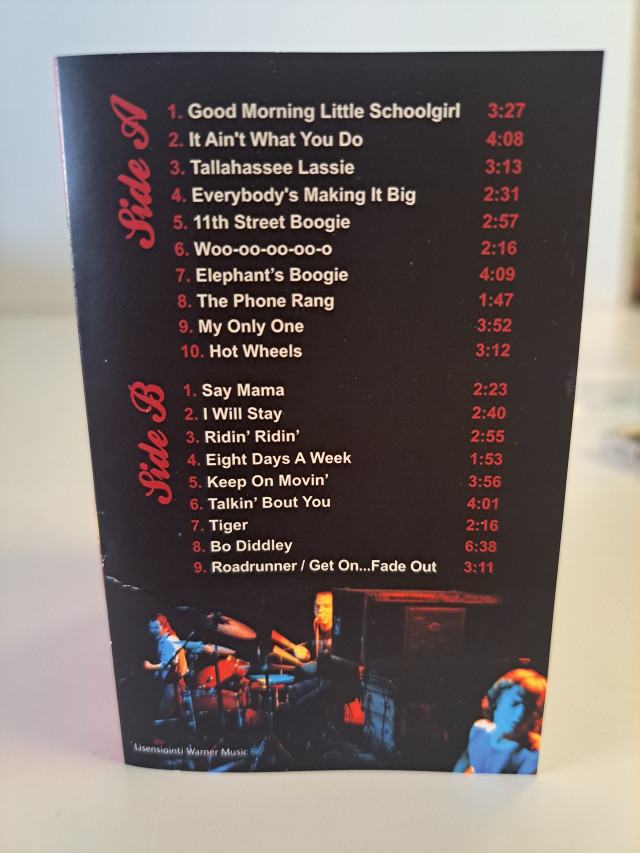 Side A
1. Good Morning Little Schoolgirl 3:27
2. It Ain't What You Do 4:08
3. Tallahassee Lassie 3:13
4. Everybody's Making It Big 2:31
5. 11th Street Boogie 2:57
6. Woo-oo-oo-oo-o 2:16
7. Elephant's Boogie 4:09
8. The Phone Rang 1:47
9. My Only One 3:52
10. Hot Wheels 3:12
Side B
1. Say Mama 2:23
2. I Will Stay 2:40
3. Ridin' Ridin' 2:55
4. Eight Days A Week 1:53
5. Keep On Movin' 3:56
6. Talkin' Bout You 4:01
7. Tiger 2:16
8. Bo Diddley 6:38
9. Roadrunner / Get On...Fade Out 3:11
Lisensiointi Warner Music